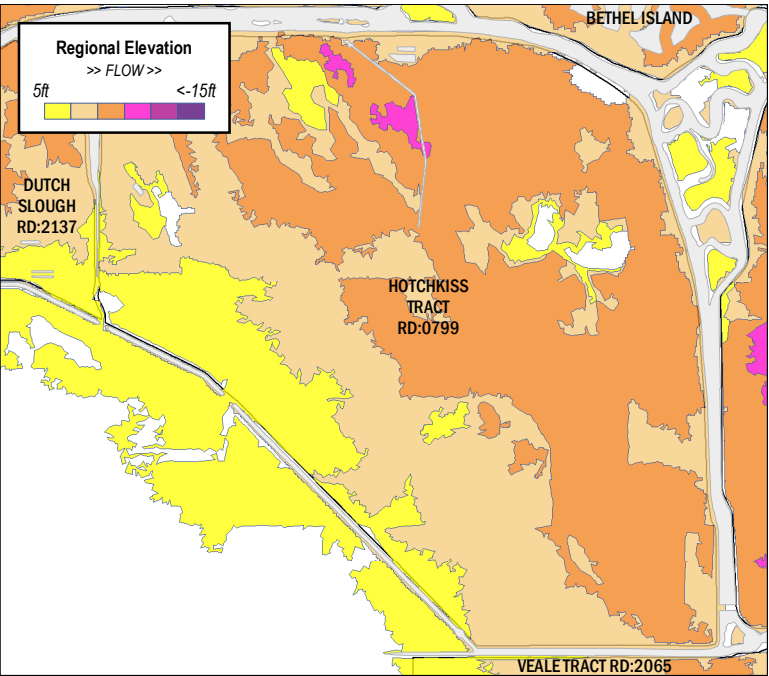 BETHEL ISLAND
Regional Elevation
>> FLOW >>
5ft <-15ft
DUTCH
SLOUGH
RD:2137
HOTCHKISS
TRACT
RD:0799
VEALE TRACT RD:2065